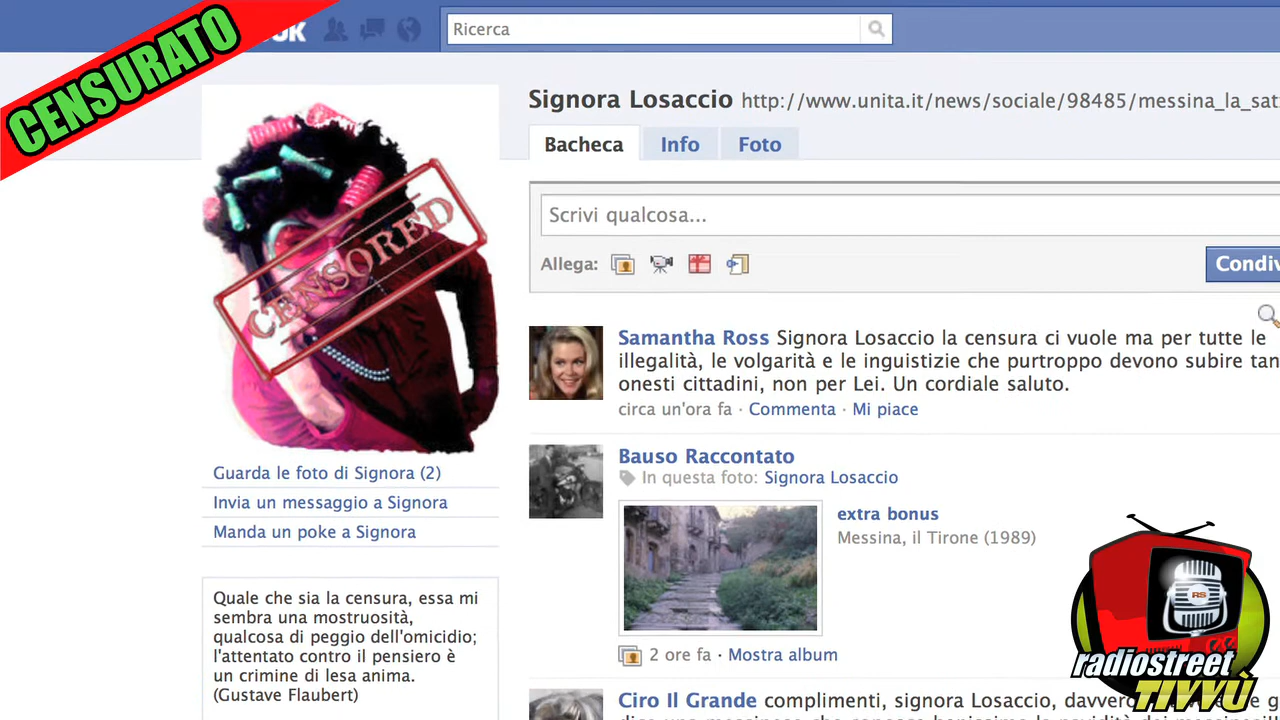 CENSURATO
Ricerca
Signora Losaccio http://www.unita.it/news/sociale/98485/messina_la_sat
Bacheca Info Foto
Scrivi qualcosa...
Allega:
Condiv
CENSORED
Samantha Ross Signora Losaccio la censura ci vuole ma per tutte le
illegalità, le volgarità e le inguistizie che purtroppo devono subire tan
onesti cittadini, non per Lei. Un cordiale saluto.
circa un'ora fa · Commenta · Mi piace
Bauso Raccontato
In questa foto: Signora Losaccio
extra bonus
Messina, il Tirone (1989)
2 ore fa · Mostra album
Ciro Il Grande complimenti, signora Losaccio, davvero
Guarda le foto di Signora (2)
Invia un messaggio a Signora
Manda un poke a Signora
Quale che sia la censura, essa mi
sembra una mostruosità,
qualcosa di peggio dell'omicidio;
l'attentato contro il pensiero è
un crimine di lesa anima.
(Gustave Flaubert)
RS
radiostreet
TIVVÙ